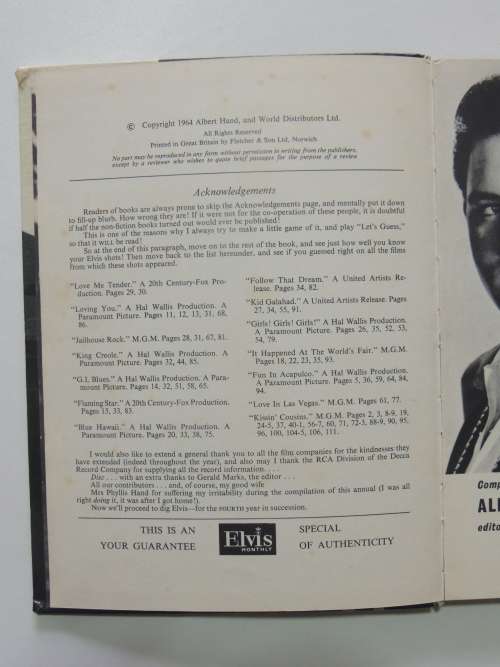 © Copyright 1964 Albert Hand, and World Distributors Ltd.
All Rights Reserved
Printed in Great Britain by Fletcher & Son Ltd, Norwich
No part may be reproduced in any form without permission in writing from the publishers,
except by a reviewer who wishes to quote brief passages for the purpose of a review
Acknowledgements
Readers of books are always prone to skip the Acknowledgements page, and mentally put it down
to fill-up blurb. How wrong they are! If it were not for the co-operation of these people, it is doubtful
if half the non-fiction books turned out would ever be published!
This is one of the reasons why I always try to make a little game of it, and play "Let's Guess,"
so that it will be read!
So at the end of this paragraph, move on to the rest of the book, and see just how well you know
your Elvis shots! Then move back to the list hereunder, and see if you guessed right on all the films
from which these shots appeared.
"Love Me Tender." A 20th Century-Fox Pro-
duction. Pages 29, 30.
"Loving You." A Hal Wallis Production. A
Paramount Picture. Pages 11, 12, 13, 31, 68,
86.
"Jailhouse Rock." M.G.M. Pages 28, 31, 67, 81.
"King Creole." A Hal Wallis Production. A
Paramount Picture. Pages 32, 44, 85.
"G.I. Blues." A Hal Wallis Production. A Para-
mount Picture. Pages 14, 32, 51, 58, 65.
"Flaming Star." A 20th Century-Fox Production.
Pages 15, 33, 83.
"Blue Hawaii." A Hal Wallis Production. A
Paramount Picture. Pages 20, 33, 38, 75.
"Follow That Dream." A United Artists Re-
lease. Pages 34, 82.
"Kid Galahad." A United Artists Release. Pages
27, 34, 55, 91.
"Girls! Girls! Girls!" A Hal Wallis Production.
A Paramount Picture. Pages 26, 35, 52, 53,
54, 79.
"It Happened At The World's Fair." M.G.M.
Pages 18, 22, 23, 35, 93.
"Fun In Acapulco." A Hal Wallis Production.
A Paramount Picture. Pages 5, 36, 59, 64, 84,
94.
"Love In Las Vegas." M.G.M. Pages 61, 77.
"Kissin' Cousins." M.G.M. Pages 2, 3, 8-9, 19,
24-5, 37, 40-1, 56-7, 60, 71, 72-3, 88-9, 90, 95,
96, 100, 104-5, 106, 111.
I would also like to extend a general thank you to all the film companies for the kindnesses they
have extended (indeed throughout the year), and also may I thank the RCA Division of the Decca
Record Company for supplying all the record information. . . .
Disc . . . with an extra thanks to Gerald Marks, the editor . . .
All our contributors . . . and, of course, my good wife
Mrs Phyllis Hand for suffering my irritability during the compilation of this annual (I was all
right doing it, it was after I got home!).
Now we'll proceed to dig Elvis—for the FOURTH year in succession.
THIS IS AN
YOUR GUARANTEE
Elvis
MONTHLY
SPECIAL
OF AUTHENTICITY
Comp
edito